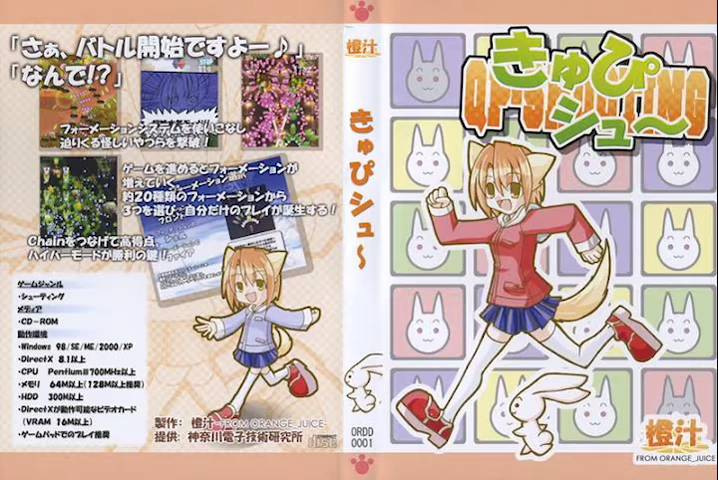 「さぁ、バトル開始ですよー♪」
「なんで!?」
フォーメーションシステムを使いこなし
迫りくる怪しいやつらを撃破!
ゲームを進めるとフォーメーションが
増えていく。
約20種類のフォーメーションから
3つを選び、自分だけのプレイが誕生する!
Chainをつなげて高得点、
ハイパーモードが勝利の鍵!
ゲームジャンル
・シューティング
メディア
・CD-ROM
動作環境
・Windows 98/SE/ME/2000/XP
・DirectX 8.1以上
・CPU PentiumⅢ700MHz以上
・メモリ 64M以上(128M以上推奨)
・HDD 300M以上
・DirectXが動作可能なビデオカード
(VRAM 16M以上)
・ゲームパッドでのプレイ推奨
製作: 橙汁 -FROM ORANGE_JUICE-
提供: 神奈川電子技術研究所
橙汁
きゅぴシュ〜
ORDD
0001
きゅぴシュ〜
QP SHOOTING
橙汁
FROM ORANGE_JUICE